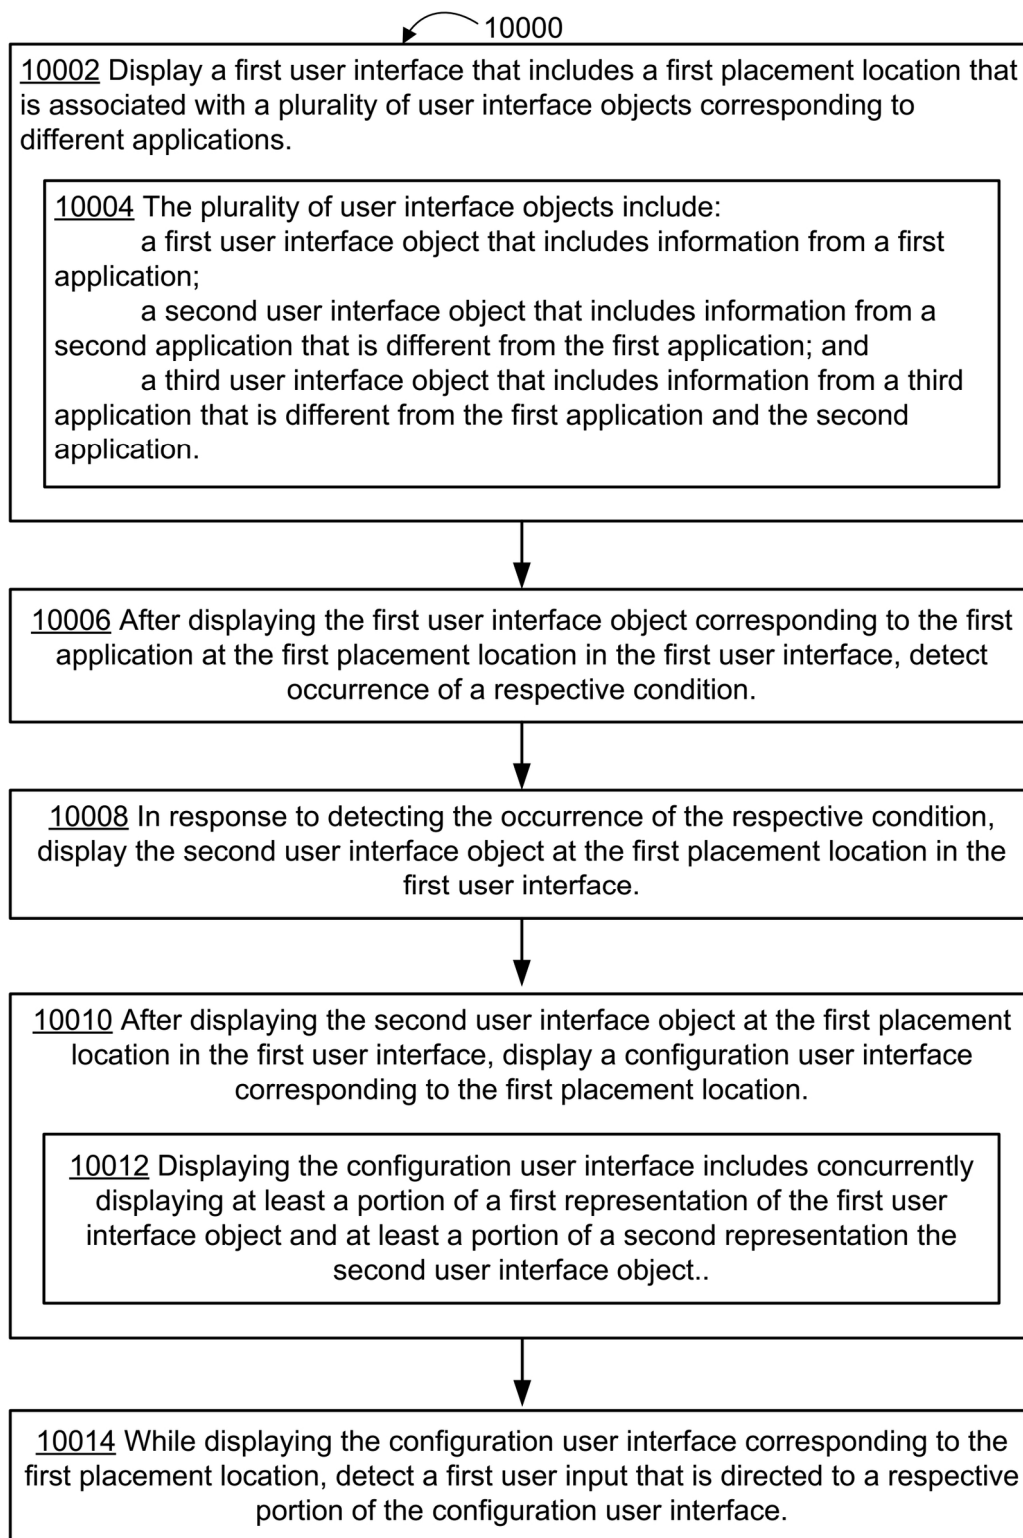 10000
10002 Display a first user interface that includes a first placement location that
is associated with a plurality of user interface objects corresponding to
different applications.
10004 The plurality of user interface objects include:
a first user interface object that includes information from a first
application;
a second user interface object that includes information from a
second application that is different from the first application; and
a third user interface object that includes information from a third
application that is different from the first application and the second
application.
10006 After displaying the first user interface object corresponding to the first
application at the first placement location in the first user interface, detect
occurrence of a respective condition.
10008 In response to detecting the occurrence of the respective condition,
display the second user interface object at the first placement location in the
first user interface.
10010 After displaying the second user interface object at the first placement
location in the first user interface, display a configuration user interface
corresponding to the first placement location.
10012 Displaying the configuration user interface includes concurrently
displaying at least a portion of a first representation of the first user
interface object and at least a portion of a second representation the
second user interface object..
10014 While displaying the configuration user interface corresponding to the
first placement location, detect a first user input that is directed to a respective
portion of the configuration user interface.